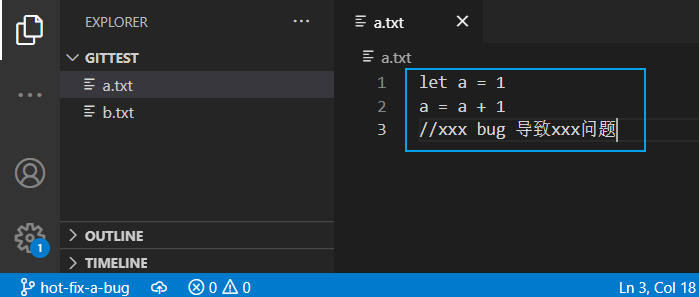 EXPLORER
...
GITTEST
a.txt
b.txt
OUTLINE
TIMELINE
1
a.txt
a.txt
1 let a = 1
2 a = a + 1
3 //xxx bug 导致xxx问题
hot-fix-a-bug
0
0
Ln 3, Col 18